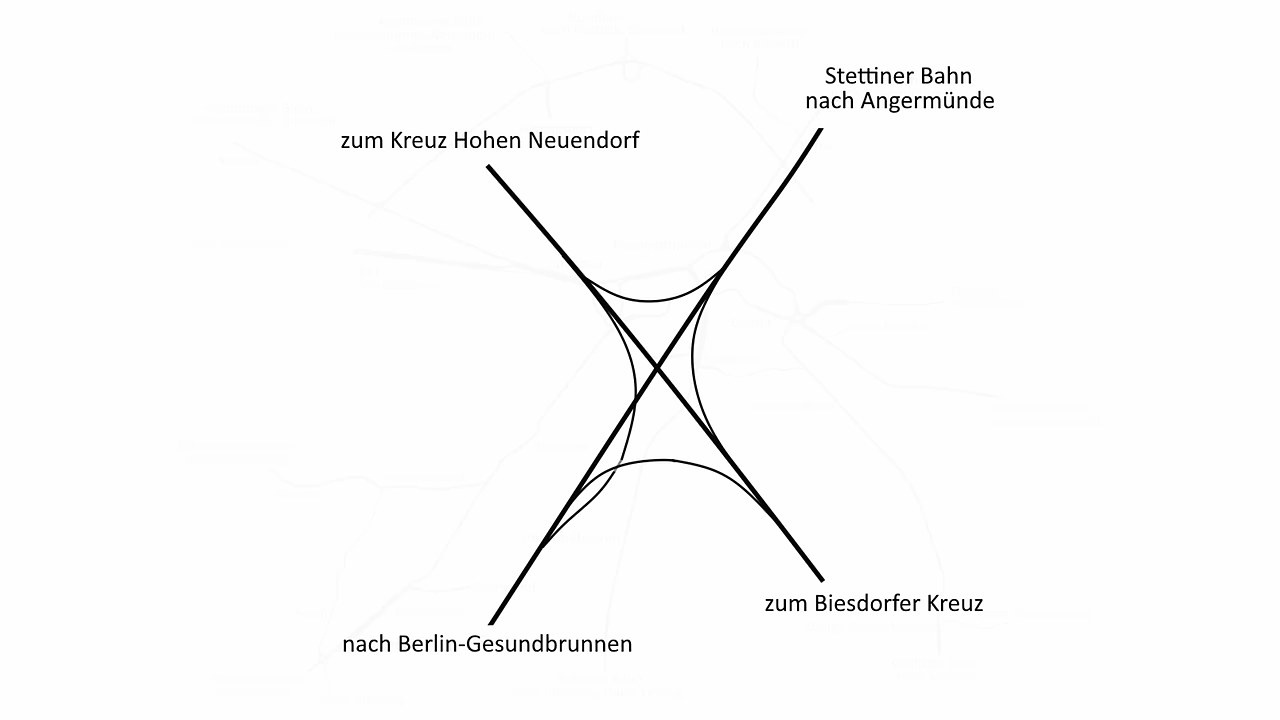 Stettiner Bahn
nach Angermünde
zum Kreuz Hohen Neuendorf
zum Biesdorfer Kreuz
nach Berlin-Gesundbrunnen